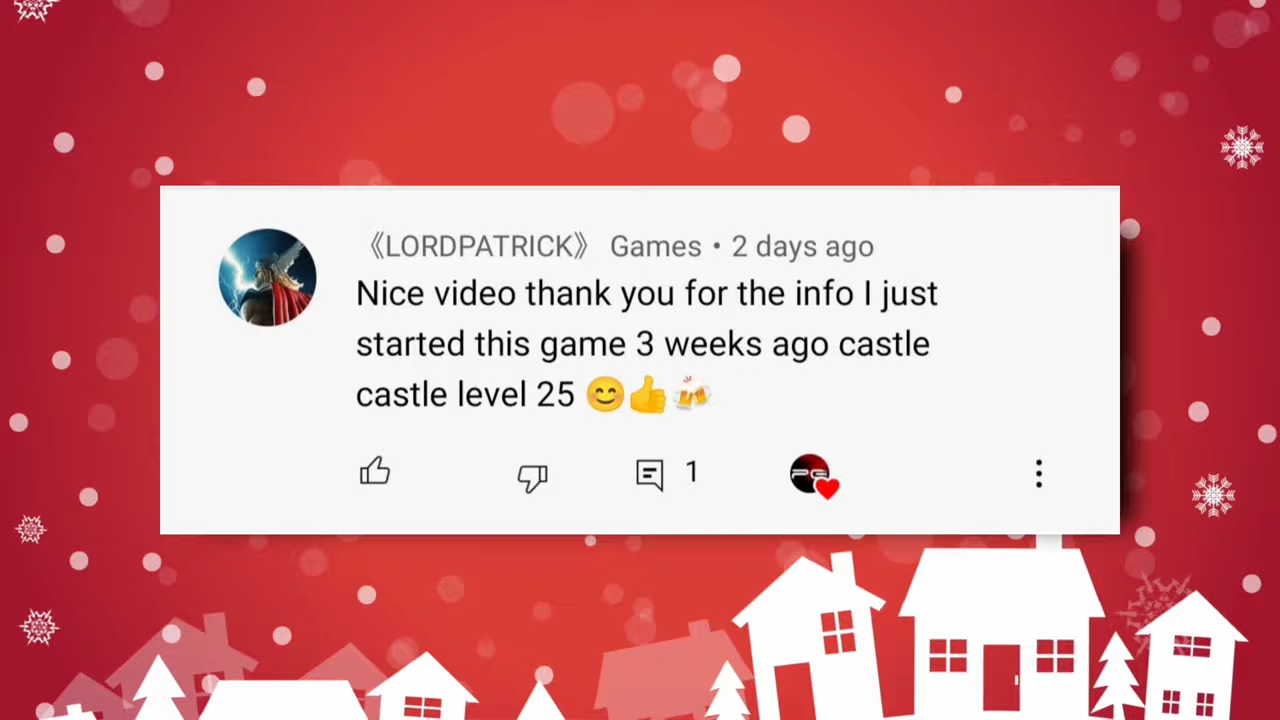 《LORDPATRICK》 Games • 2 days ago
Nice video thank you for the info I just
started this game 3 weeks ago castle
castle level 25 😊👍🍻
1
PG